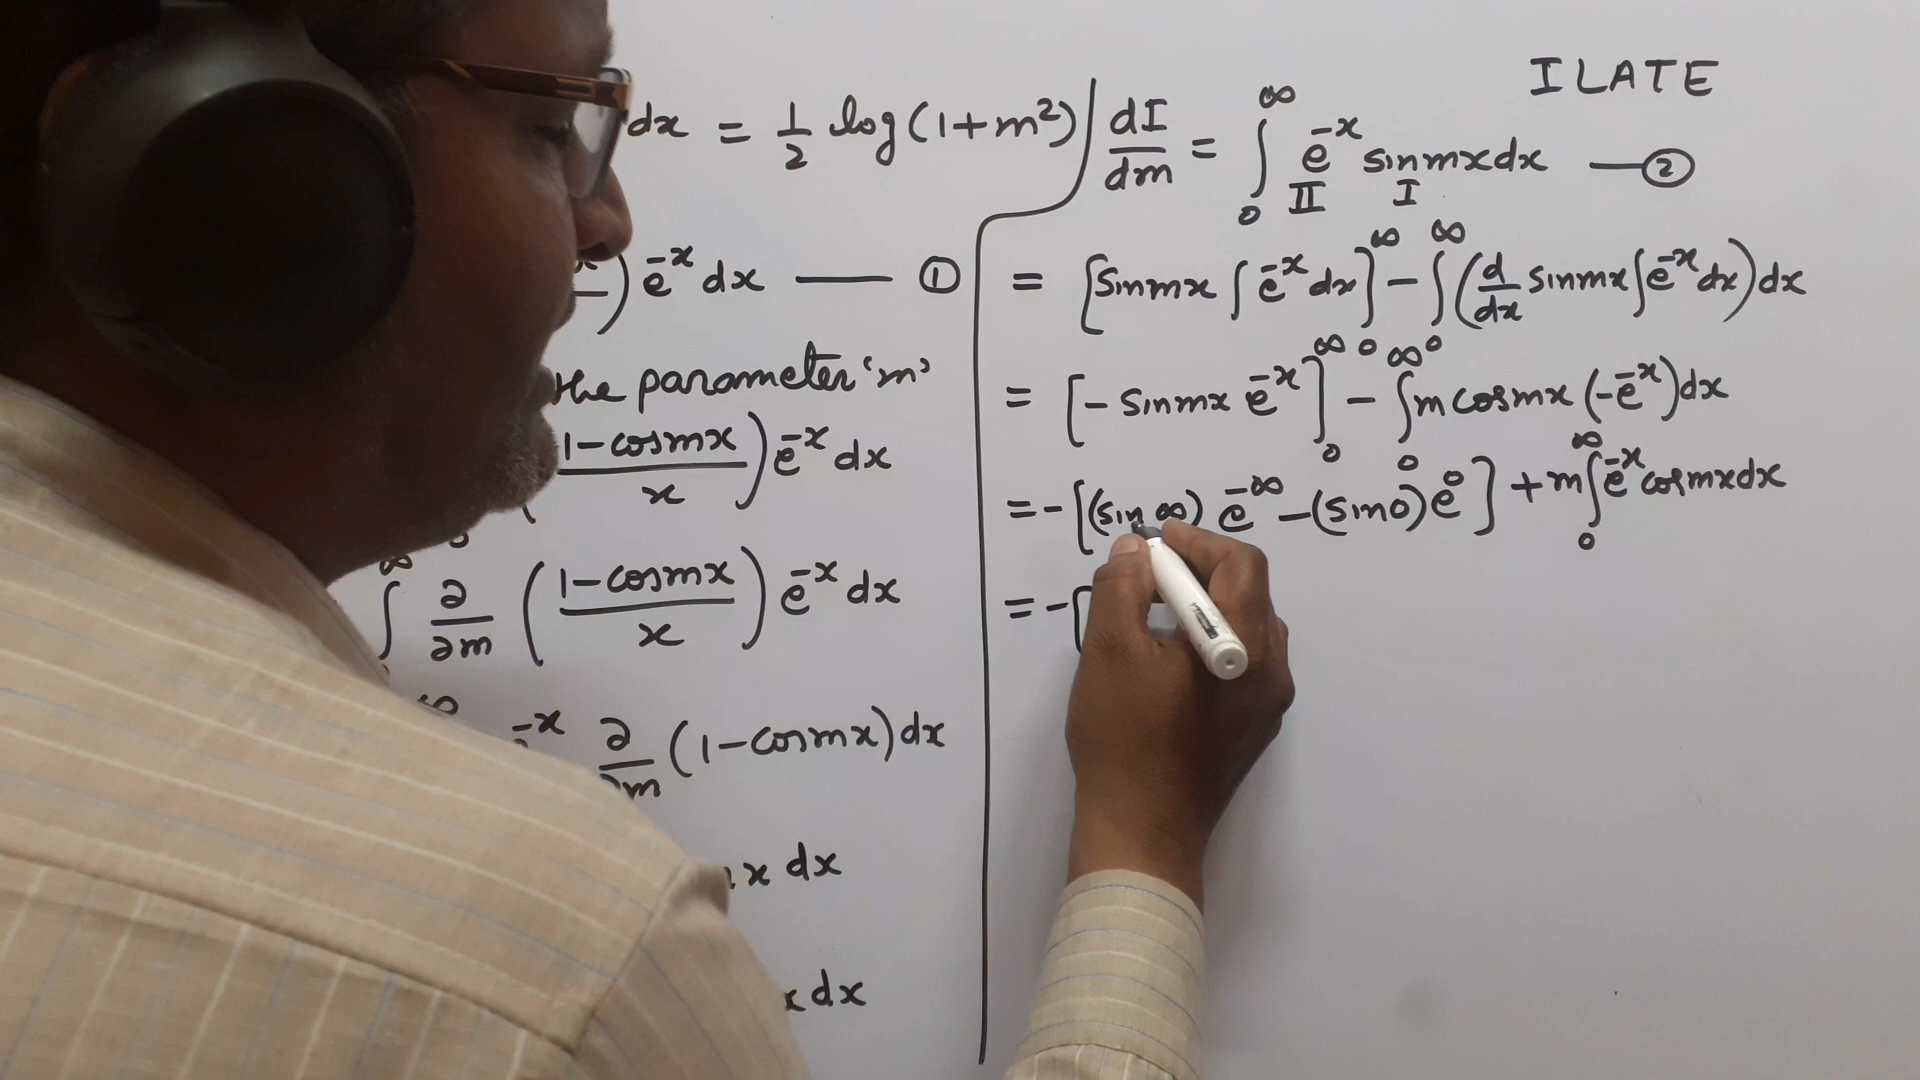 dx = 1/2 log(1+m²)
) e^-x dx —— ①
the parameter 'm'
(1-cosmx / x) e^-x dx
∫ ∂/∂m (1-cosmx / x) e^-x dx
e^-x ∂/∂m (1-cosmx) dx
x dx
x dx
ILATE
dI/dm = ∫₀^∞ e^-x sinmx dx —— ②
II I
= [sinmx ∫e^-x dx]₀^∞ - ∫₀^∞ (d/dx sinmx ∫e^-x dx) dx
= [- sinmx e^-x]₀^∞ - ∫₀^∞ m cosmx (-e^-x) dx
= - [(sin ∞) e^-∞ - (sin0) e^0] + m ∫₀^∞ e^-x cosmx dx
= - [